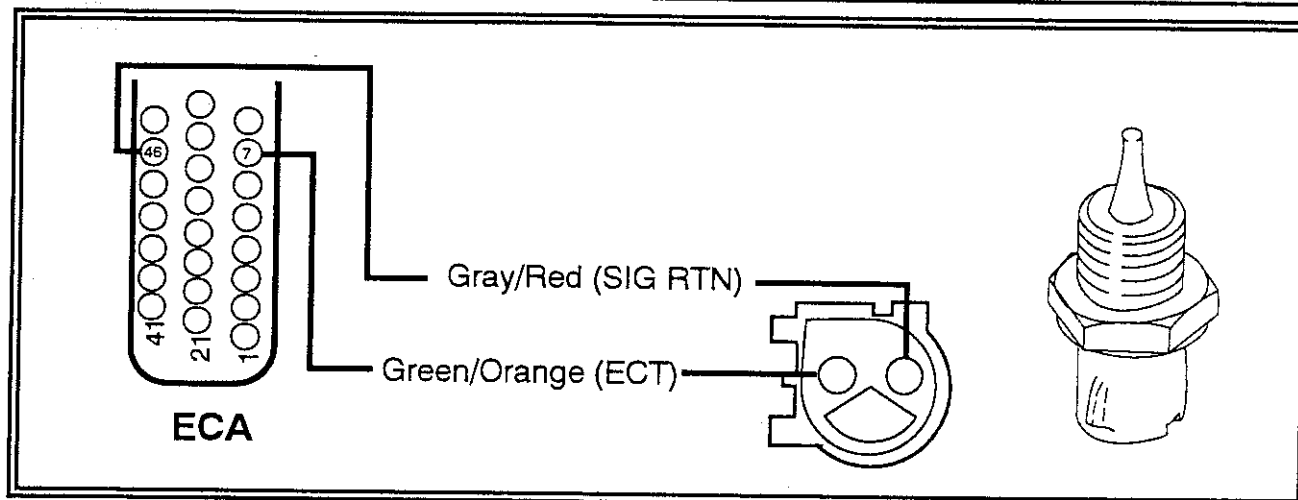 46
7
41
21
1
ECA
Gray/Red (SIG RTN)
Green/Orange (ECT)